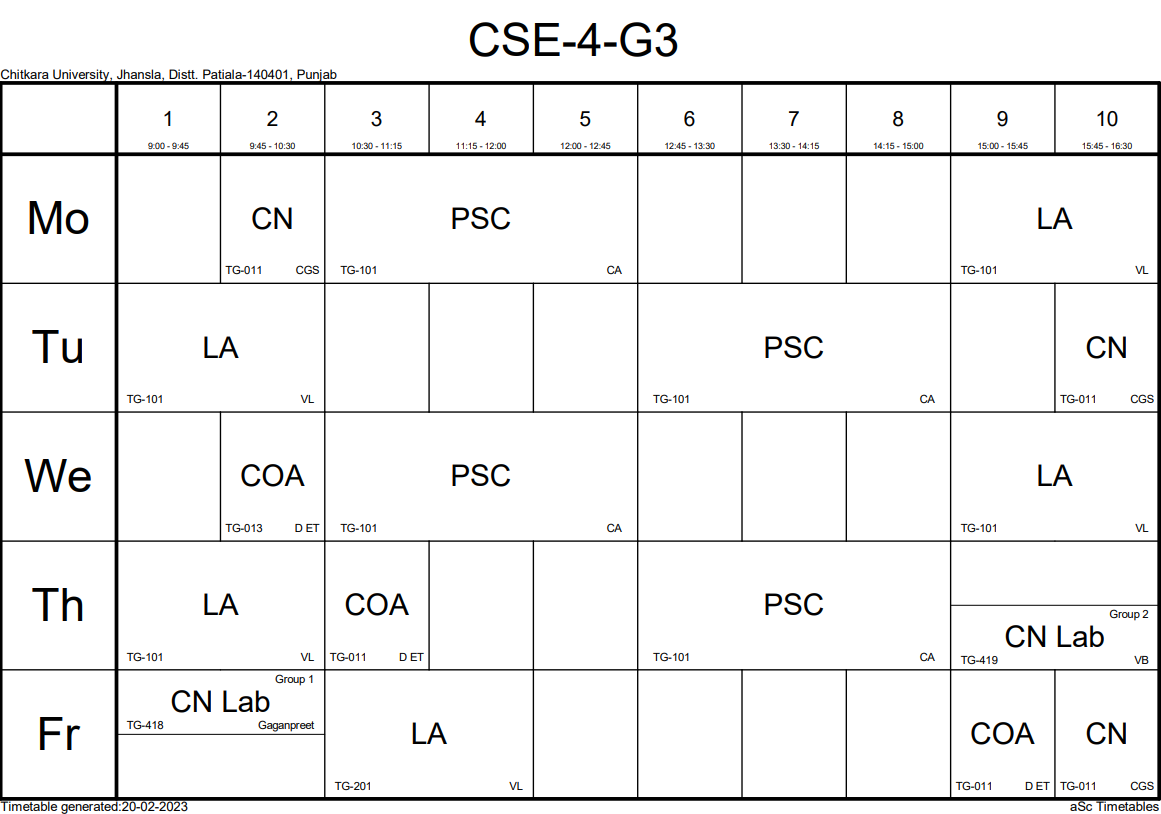 CSE-4-G3
Chitkara University, Jhansla, Distt. Patiala-140401, Punjab
1 2 3 4 5 6 7 8 9 10
9:00 - 9:45 9:45 - 10:30 10:30 - 11:15 11:15 - 12:00 12:00 - 12:45 12:45 - 13:30 13:30 - 14:15 14:15 - 15:00 15:00 - 15:45 15:45 - 16:30
Mo CN PSC LA
TG-011 CGS TG-101 CA TG-101 VL
Tu LA PSC CN
TG-101 VL TG-101 CA TG-011 CGS
We COA PSC LA
TG-013 D ET TG-101 CA TG-101 VL
Th LA COA PSC
Group 2
CN Lab
TG-101 VL TG-011 D ET TG-101 CA TG-419 VB
Group 1
CN Lab
TG-418 Gaganpreet
Fr LA COA CN
TG-201 VL TG-011 D ET TG-011 CGS
Timetable generated:20-02-2023 aSc Timetables